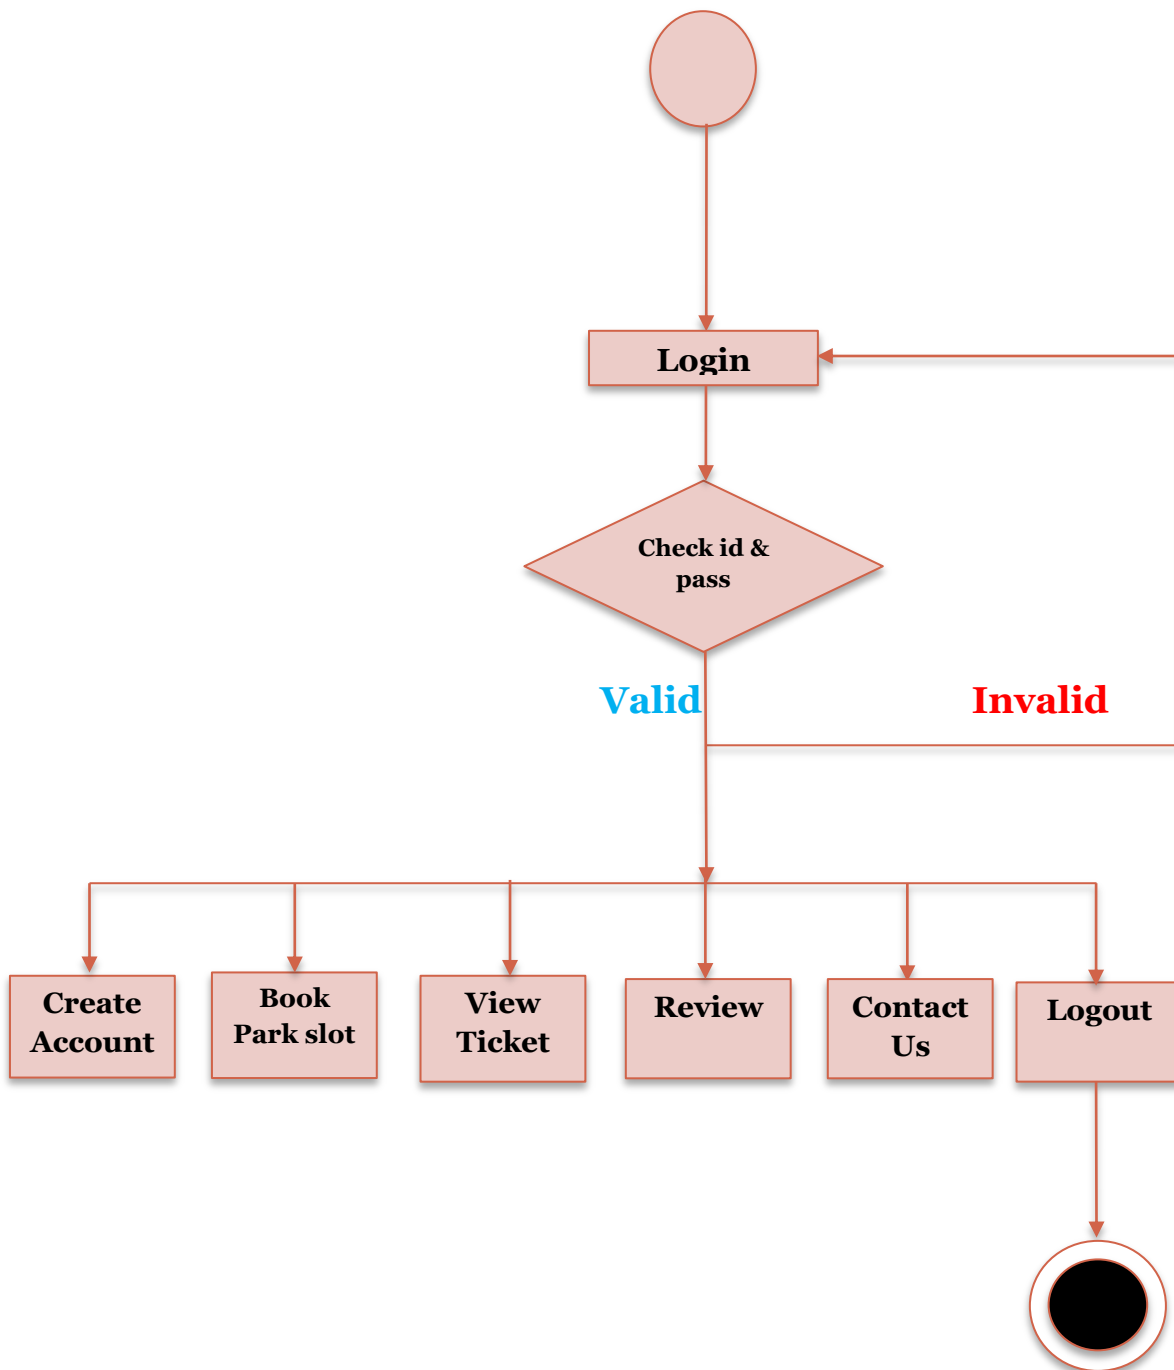 Login
Check id &
pass
Valid
Invalid
Create
Account
Book
Park slot
View
Ticket
Review
Contact
Us
Logout